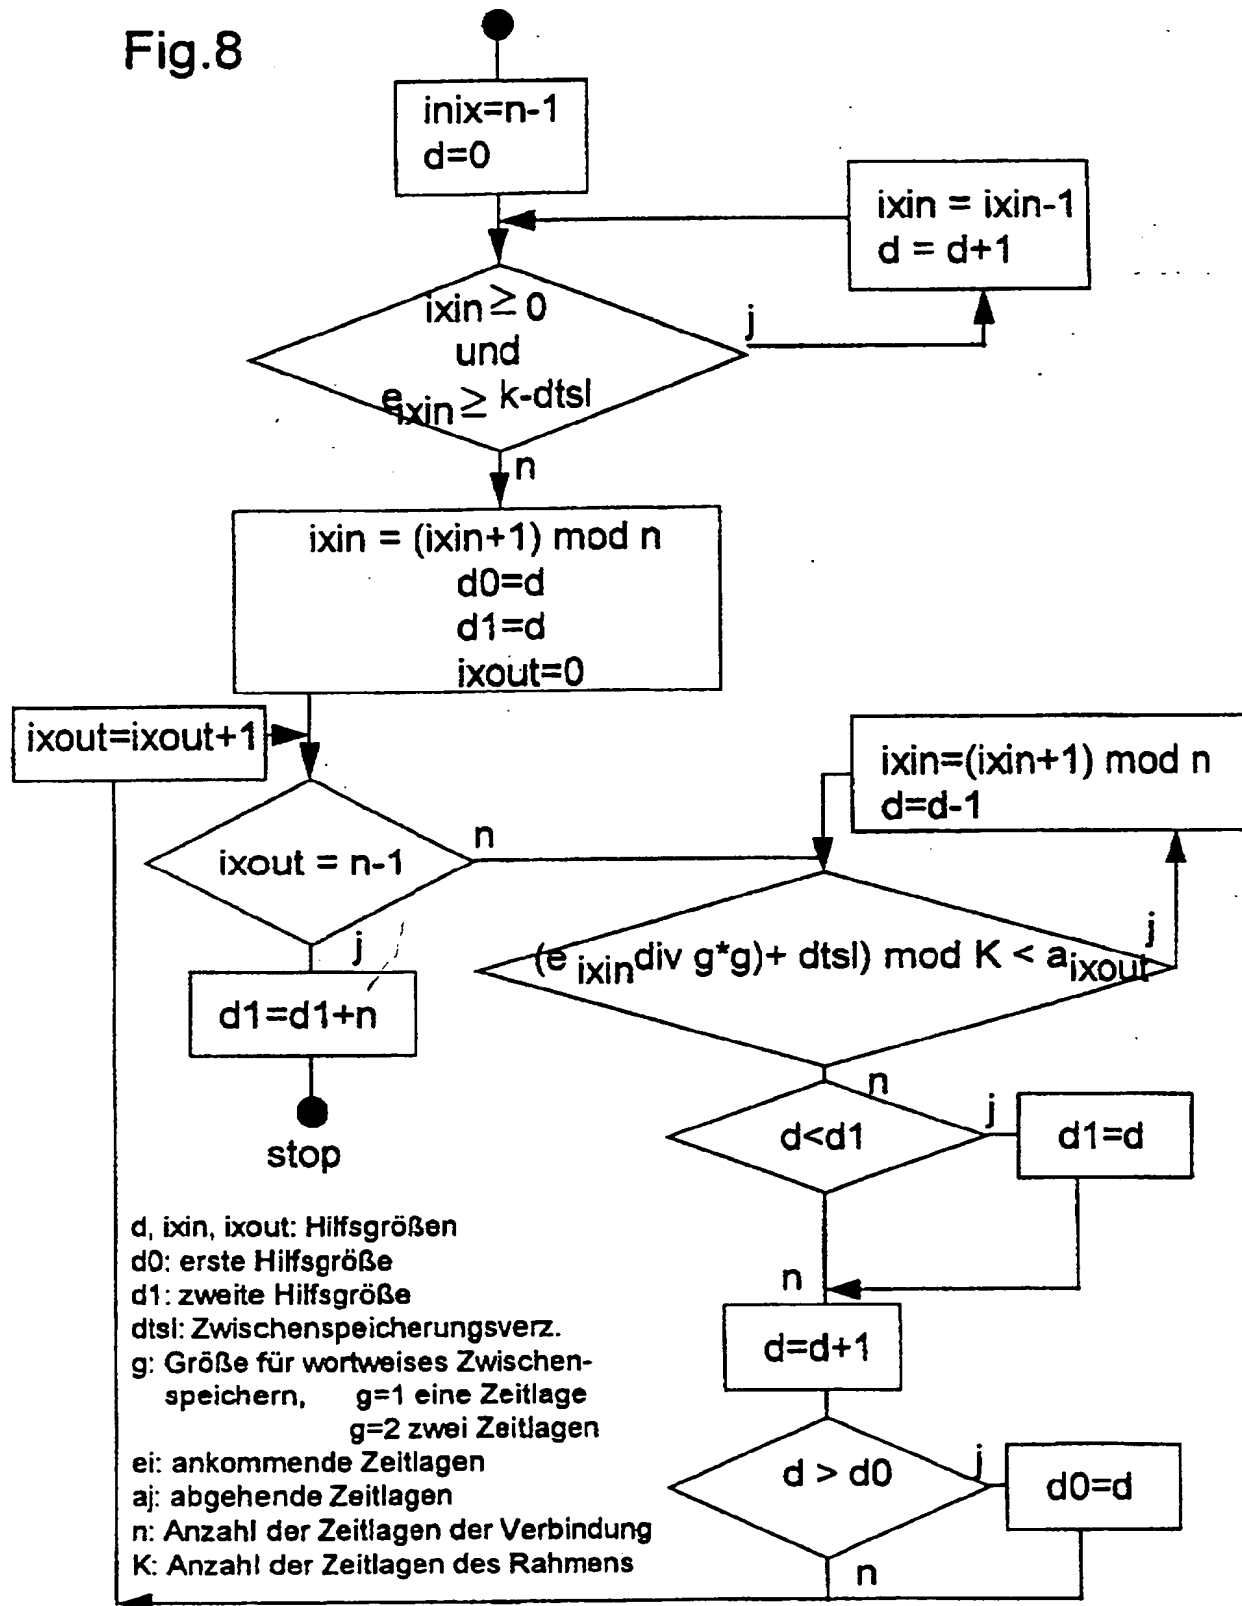 Fig.8
inix=n-1
d=0
ixin = ixin-1
d = d+1
ixin ≥ 0
und
e ixin ≥ k-dtsl
j
n
ixin = (ixin+1) mod n
d0=d
d1=d
ixout=0
ixout=ixout+1
ixin=(ixin+1) mod n
d=d-1
ixout = n-1
n
j
(e ixin div g*g)+ dtsl) mod K < a ixout
j
n
d1=d1+n
stop
d<d1
j
d1=d
n
d=d+1
d > d0
j
d0=d
n
d, ixin, ixout: Hilfsgrößen
d0: erste Hilfsgröße
d1: zweite Hilfsgröße
dtsl: Zwischenspeicherungsverz.
g: Größe für wortweises Zwischen-
speichern, g=1 eine Zeitlage
g=2 zwei Zeitlagen
ei: ankommende Zeitlagen
aj: abgehende Zeitlagen
n: Anzahl der Zeitlagen der Verbindung
K: Anzahl der Zeitlagen des Rahmens